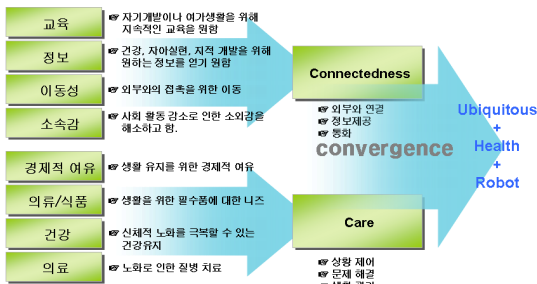 교육
☞ 자기개발이나 여가생활을 위해
지속적인 교육을 원함
정보
☞ 건강, 자아실현, 지적 개발을 위해
원하는 정보를 얻기 원함
이동성
☞ 외부와의 접촉을 위한 이동
소속감
☞ 사회 활동 감소로 인한 소외감을
해소하고 함.
경제적 여유
☞ 생활 유지를 위한 경제적 여유
의류/식품
☞ 생활을 위한 필수품에 대한 니즈
건강
☞ 신체적 노화를 극복할 수 있는
건강유지
의료
☞ 노화로 인한 질병 치료
Connectedness
☞ 외부와 연결
☞ 정보제공
☞ 통화
convergence
Care
☞ 상황 제어
☞ 문제 해결
Ubiquitous
+
Health
+
Robot